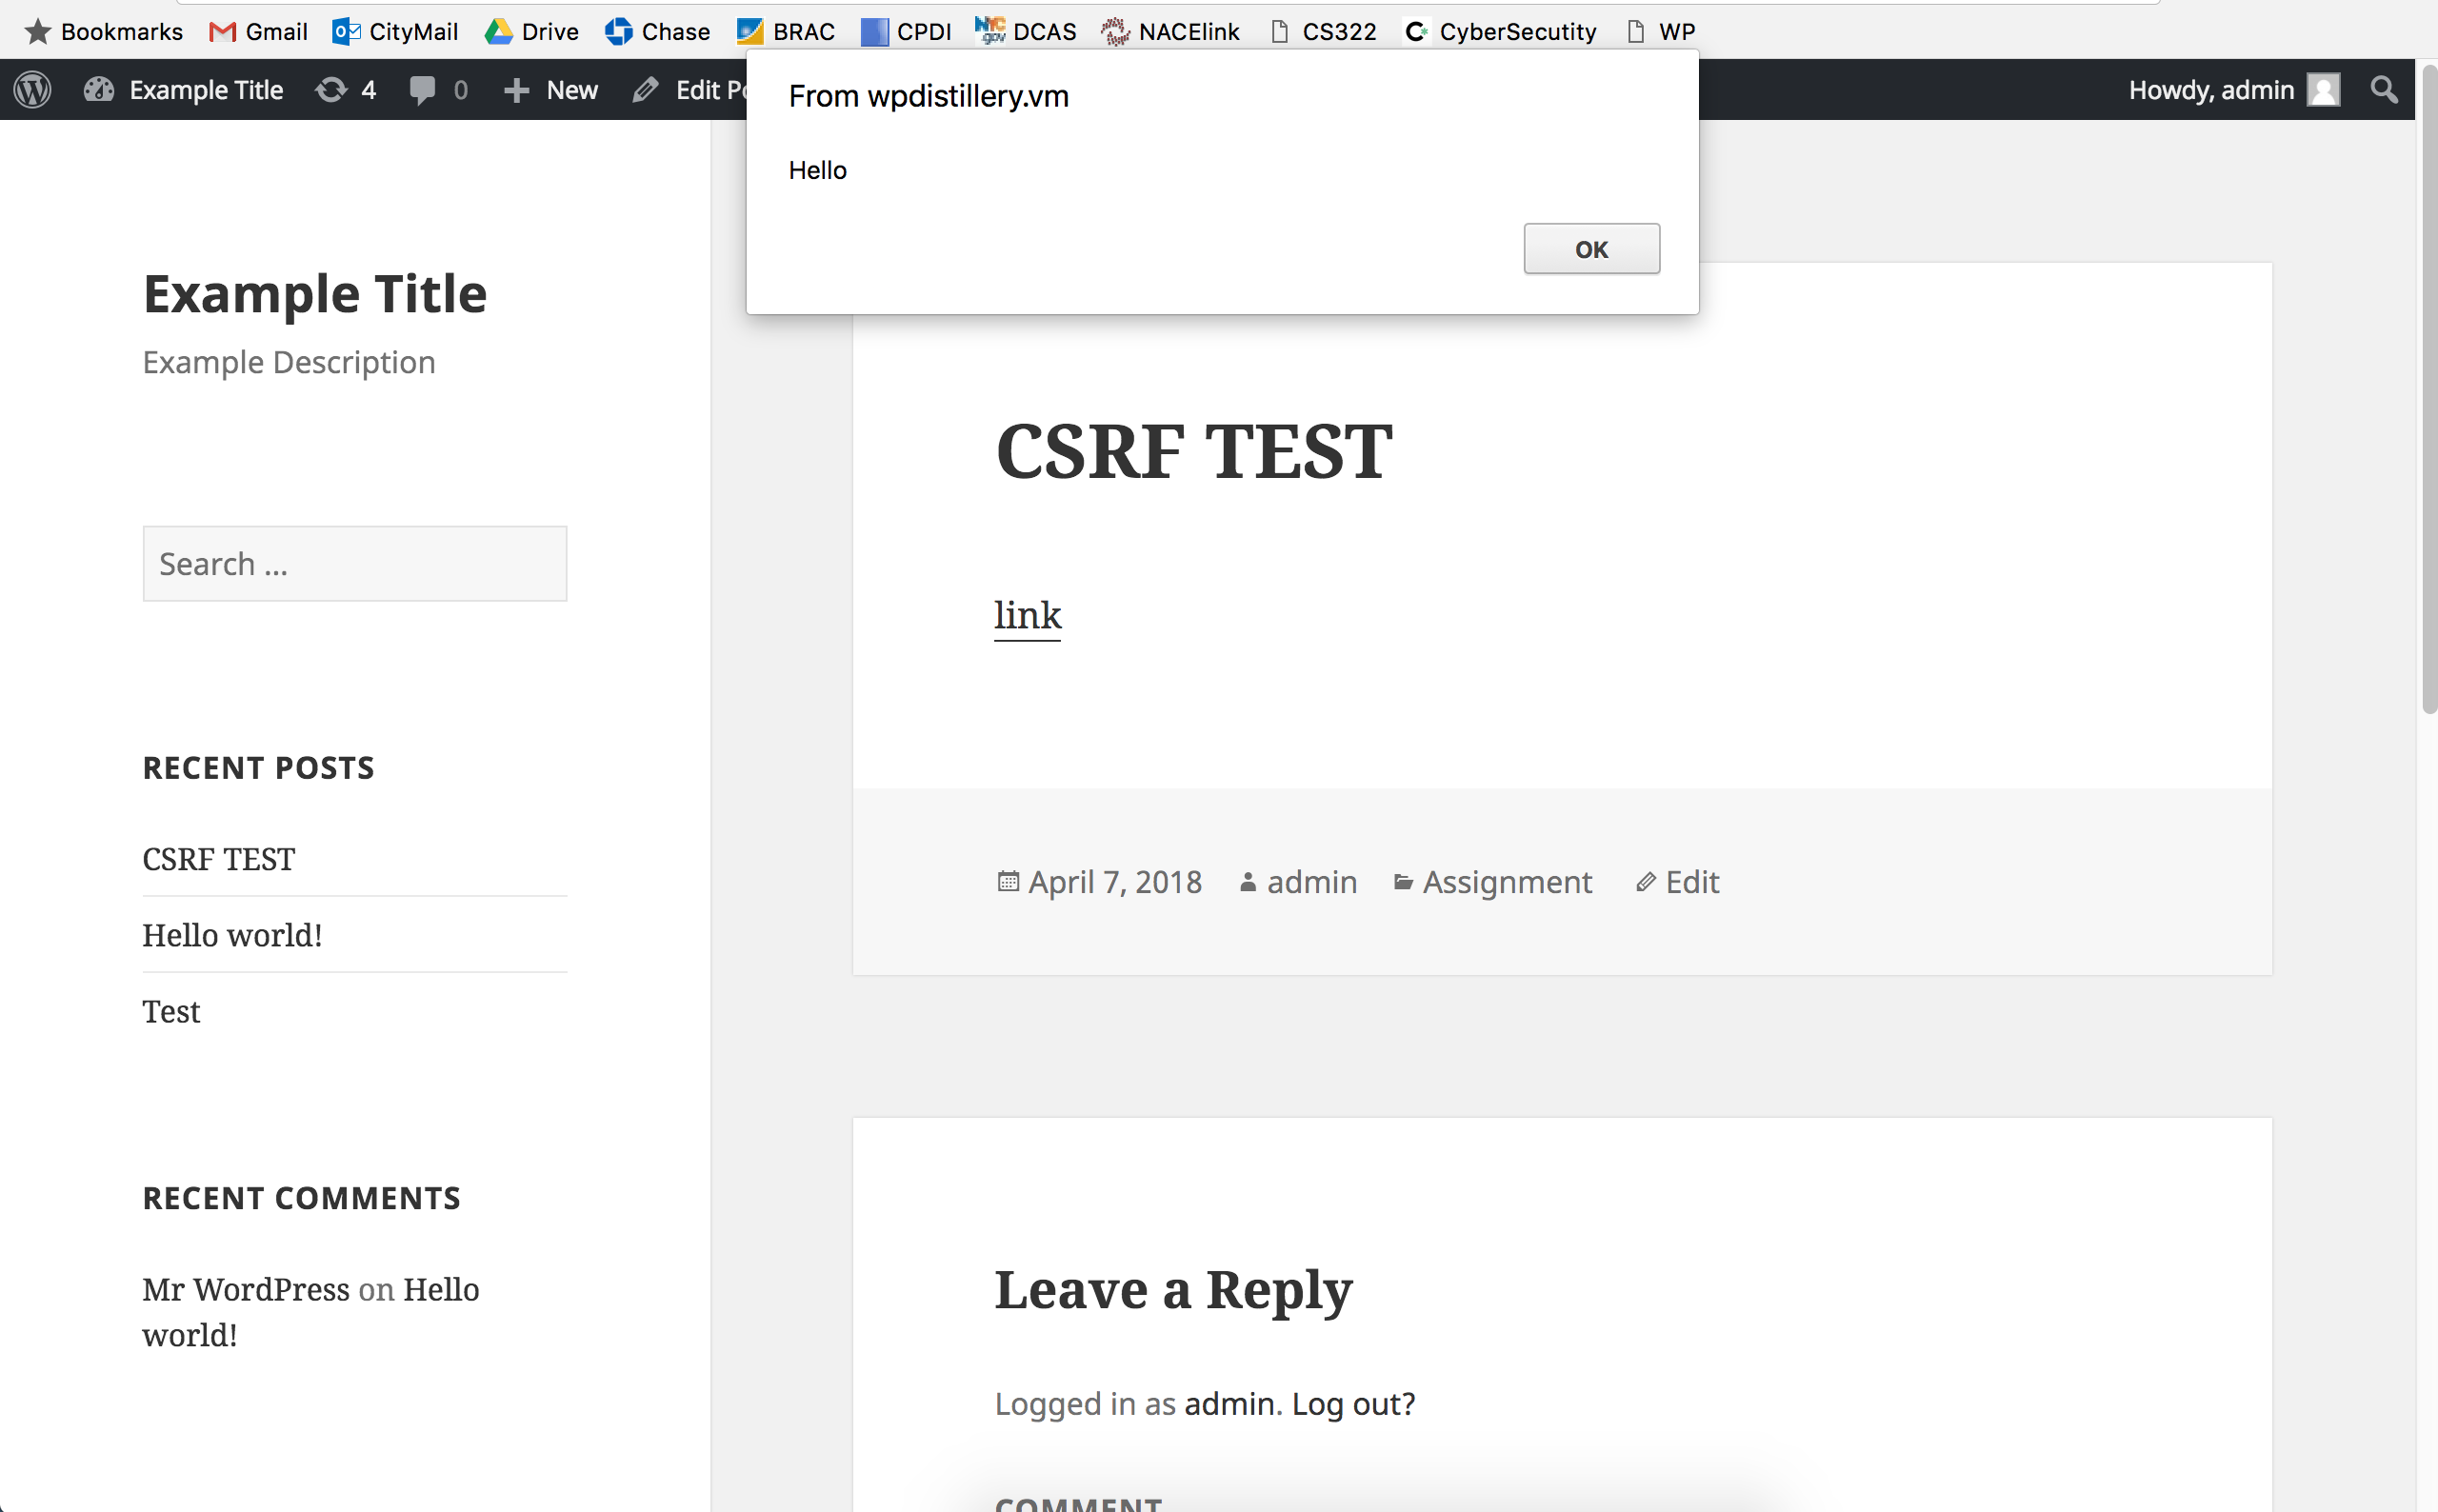 Bookmarks Gmail CityMail Drive Chase BRAC CPDI DCAS NACElink CS322 CyberSecutity WP
Example Title 4 0 New Edit Howdy, admin
From wpdistillery.vm
Hello
OK
Example Title
Example Description
Search ...
RECENT POSTS
CSRF TEST
Hello world!
Test
RECENT COMMENTS
Mr WordPress on Hello
world!
CSRF TEST
link
April 7, 2018 admin Assignment Edit
Leave a Reply
Logged in as admin. Log out?
COMMENT